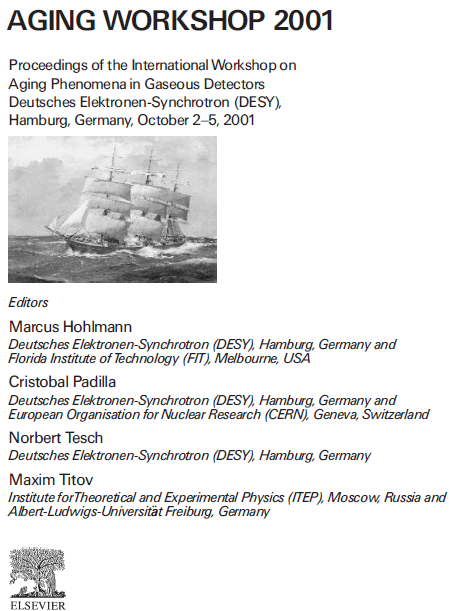 AGING WORKSHOP 2001
Proceedings of the International Workshop on
Aging Phenomena in Gaseous Detectors
Deutsches Elektronen-Synchrotron (DESY),
Hamburg, Germany, October 2–5, 2001
Editors
Marcus Hohlmann
Deutsches Elektronen-Synchrotron (DESY), Hamburg, Germany and
Florida Institute of Technology (FIT), Melbourne, USA
Cristobal Padilla
Deutsches Elektronen-Synchrotron (DESY), Hamburg, Germany and
European Organisation for Nuclear Research (CERN), Geneva, Switzerland
Norbert Tesch
Deutsches Elektronen-Synchrotron (DESY), Hamburg, Germany
Maxim Titov
Institute for Theoretical and Experimental Physics (ITEP), Moscow, Russia and
Albert-Ludwigs-Universität Freiburg, Germany
ELSEVIER